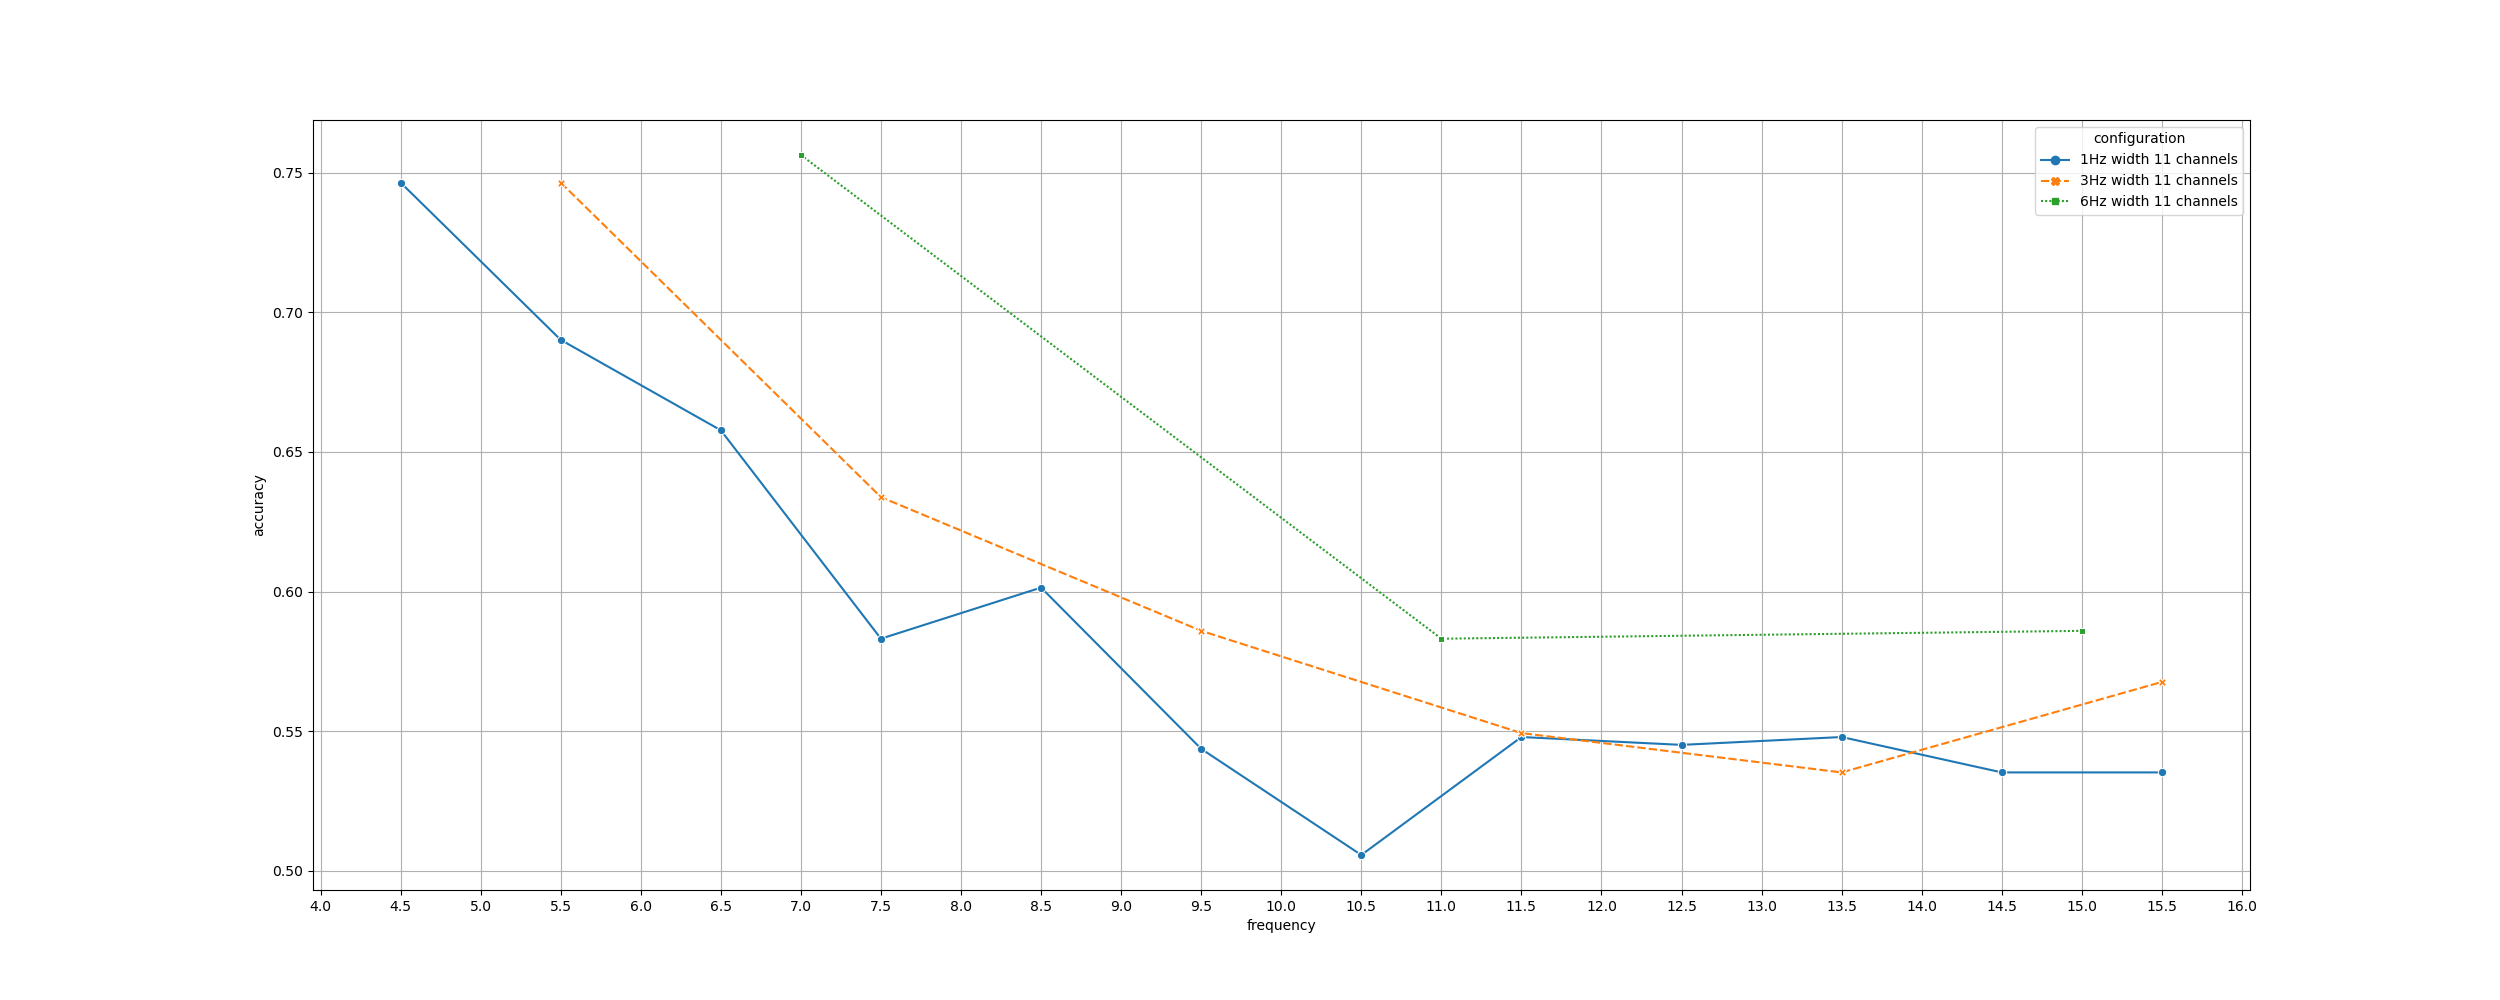 configuration
1Hz width 11 channels
3Hz width 11 channels
6Hz width 11 channels
0.75
0.70
0.65
0.60
0.55
0.50
accuracy
4.0 4.5 5.0 5.5 6.0 6.5 7.0 7.5 8.0 8.5 9.0 9.5 10.0 10.5 11.0 11.5 12.0 12.5 13.0 13.5 14.0 14.5 15.0 15.5 16.0
frequency